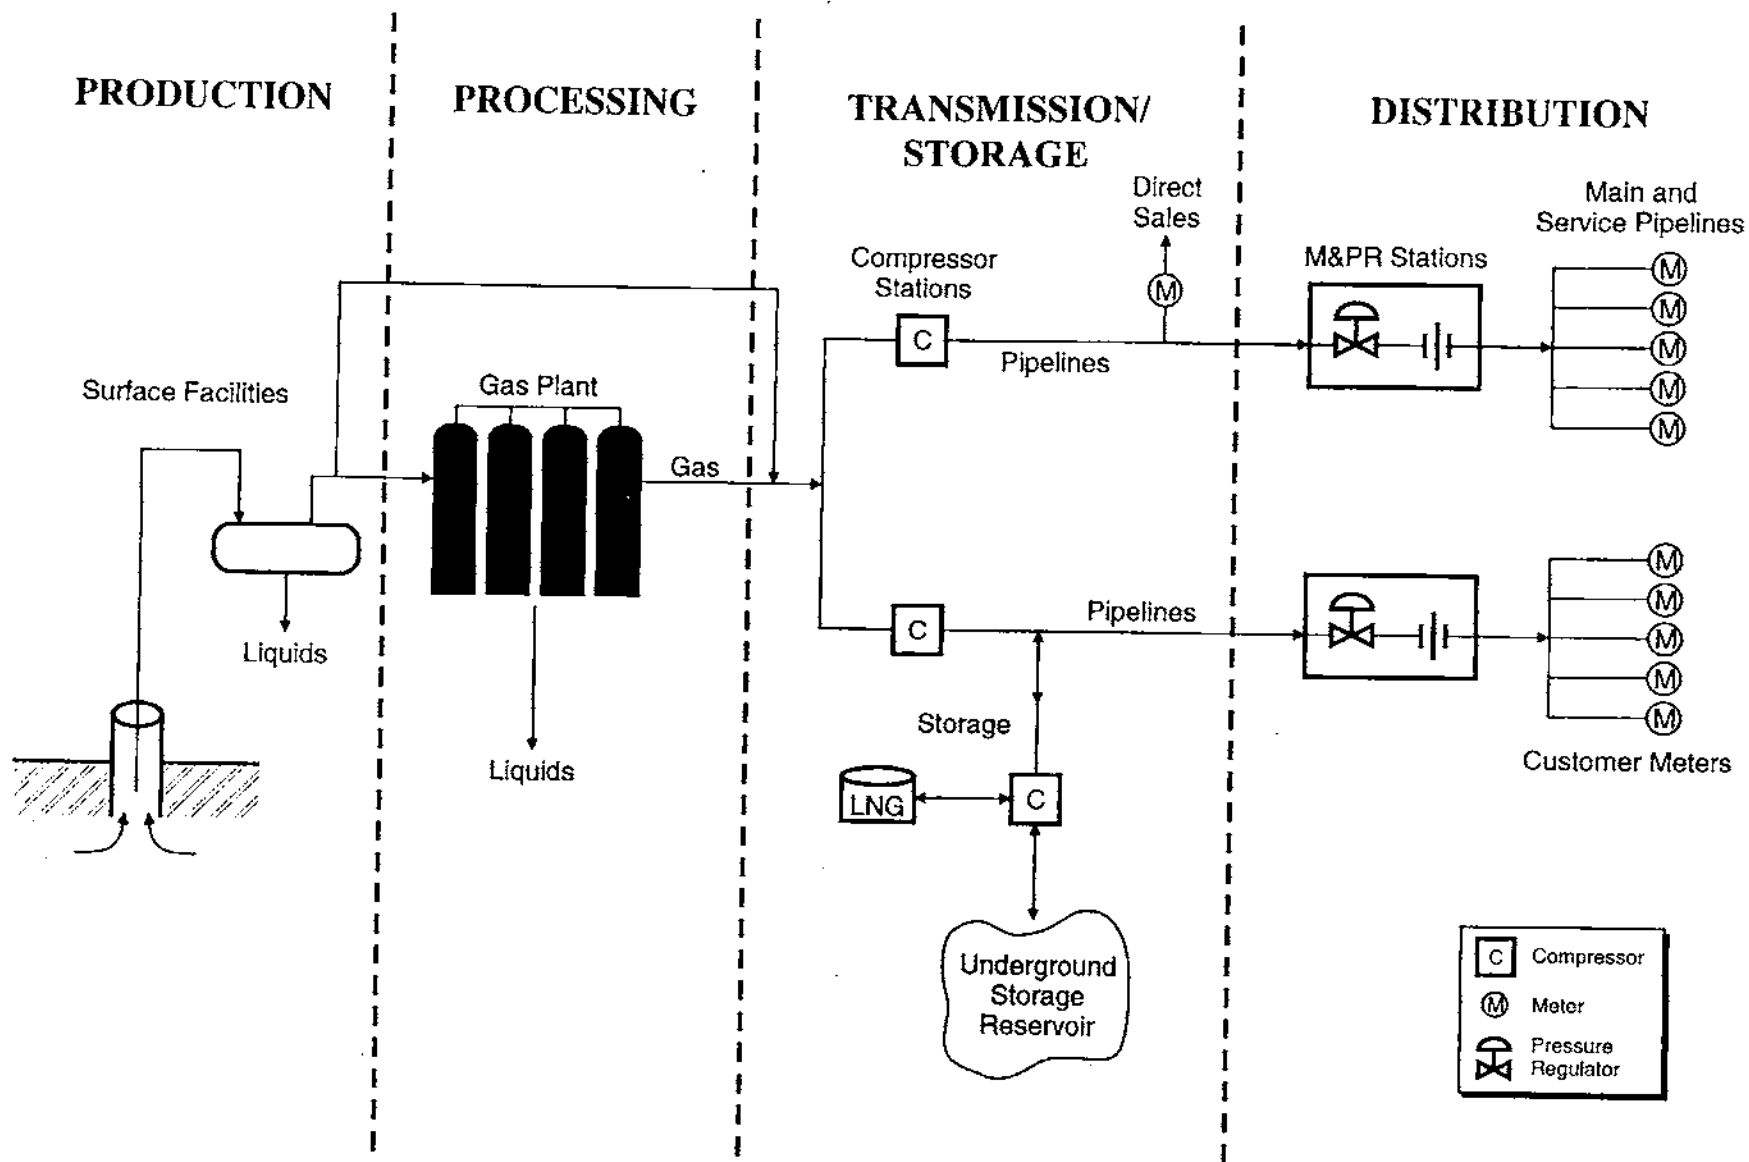 PRODUCTION
PROCESSING
TRANSMISSION/
STORAGE
DISTRIBUTION
Direct
Sales
Main and
Service Pipelines
Compressor
Stations
M&PR Stations
M
M
M
M
M
M
C
Pipelines
Surface Facilities
Gas Plant
Gas
Liquids
Liquids
C
Pipelines
M
M
M
M
M
Storage
LNG
C
Customer Meters
Underground
Storage
Reservoir
C Compressor
M Meter
Pressure
Regulator